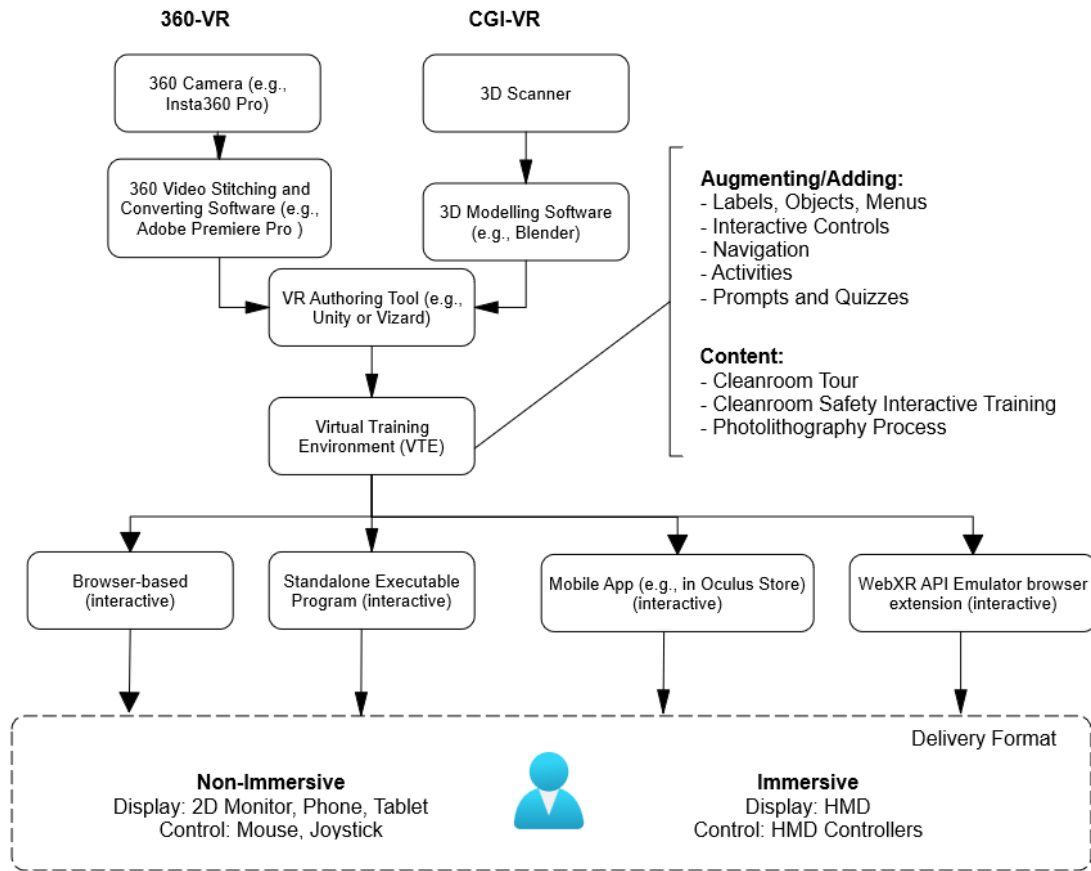 360-VR
CGI-VR
360 Camera (e.g.,
Insta360 Pro)
3D Scanner
360 Video Stitching and
Converting Software (e.g.,
Adobe Premiere Pro )
3D Modelling Software
(e.g., Blender)
VR Authoring Tool (e.g.,
Unity or Vizard)
Virtual Training
Environment (VTE)
Augmenting/Adding:
- Labels, Objects, Menus
- Interactive Controls
- Navigation
- Activities
- Prompts and Quizzes
Content:
- Cleanroom Tour
- Cleanroom Safety Interactive Training
- Photolithography Process
Browser-based
(interactive)
Standalone Executable
Program (interactive)
Mobile App (e.g., in Oculus Store)
(interactive)
WebXR API Emulator browser
extension (interactive)
Delivery Format
Non-Immersive
Display: 2D Monitor, Phone, Tablet
Control: Mouse, Joystick
Immersive
Display: HMD
Control: HMD Controllers